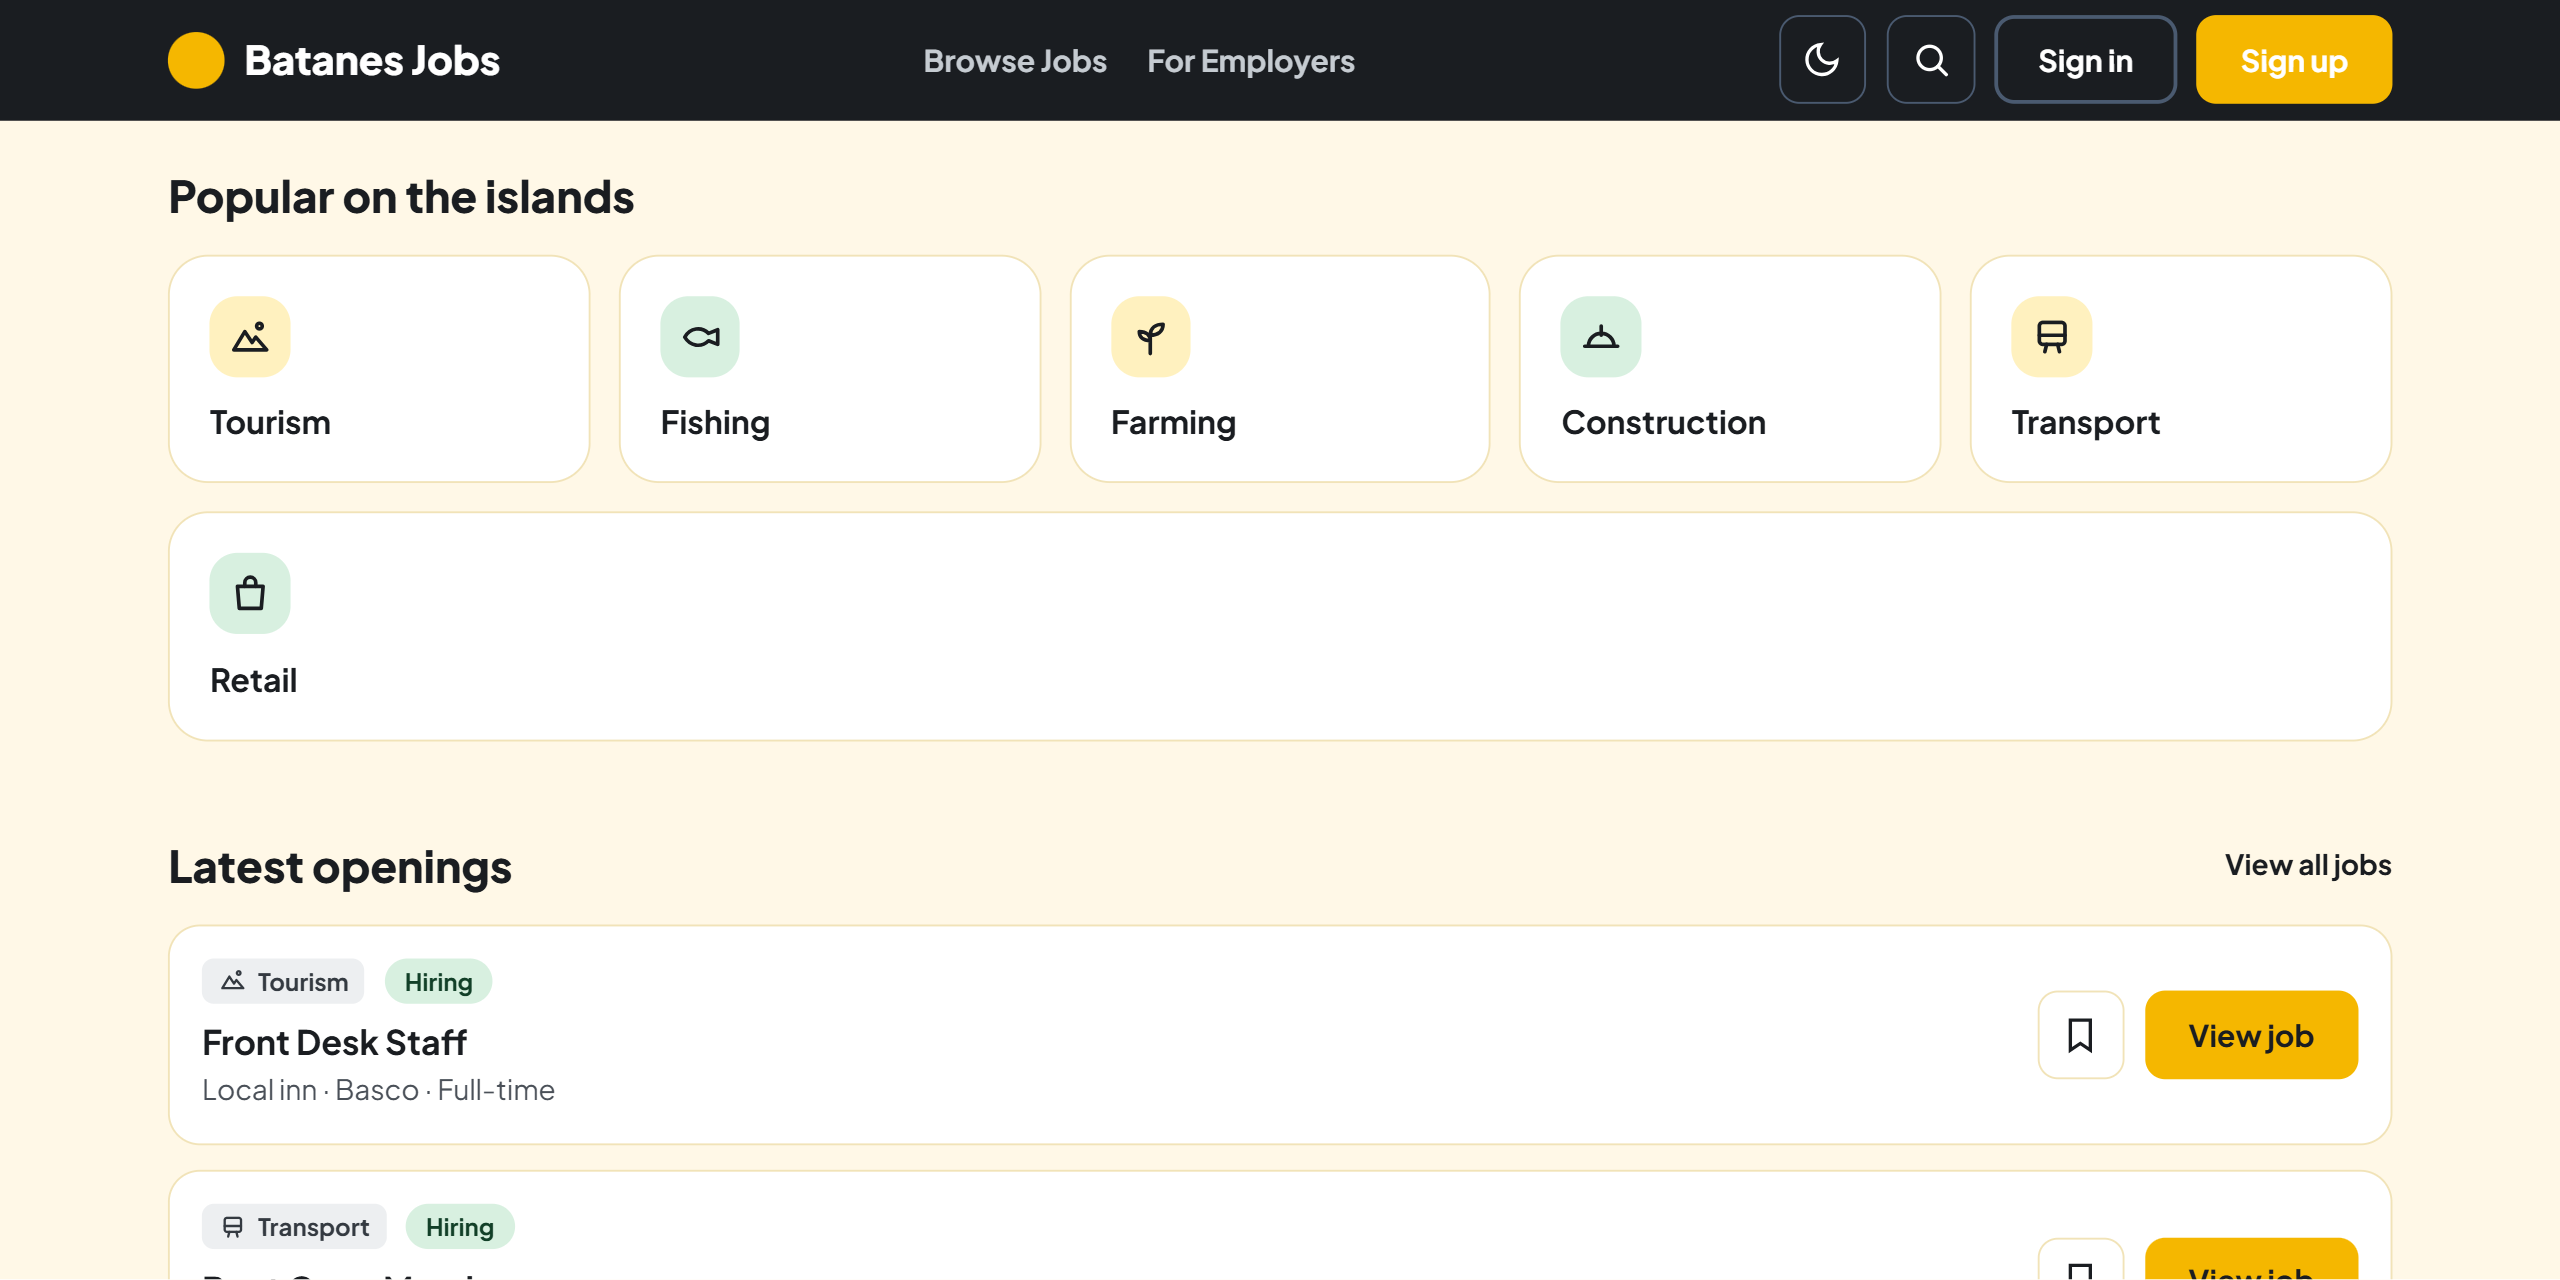 Batanes Jobs
Browse Jobs
For Employers
Sign in
Sign up
Popular on the islands
Tourism
Fishing
Farming
Construction
Transport
Retail
Latest openings
View all jobs
Tourism
Hiring
Front Desk Staff
Local inn · Basco · Full-time
View job
Transport
Hiring
View job